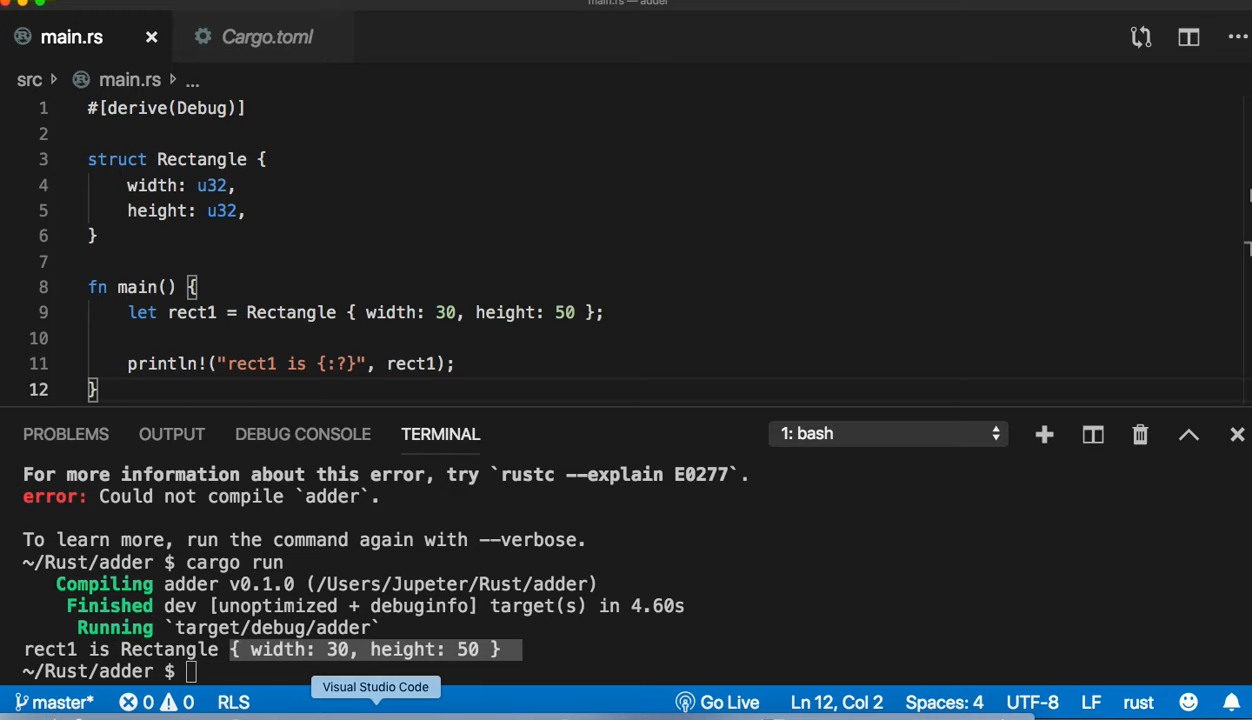 main.rs — adder
main.rs Cargo.toml
src main.rs ...
1 #[derive(Debug)]
2
3 struct Rectangle {
4 width: u32,
5 height: u32,
6 }
7
8 fn main() {
9 let rect1 = Rectangle { width: 30, height: 50 };
10
11 println!("rect1 is {:?}", rect1);
12 }
PROBLEMS OUTPUT DEBUG CONSOLE TERMINAL 1: bash
For more information about this error, try `rustc --explain E0277`.
error: Could not compile `adder`.
To learn more, run the command again with --verbose.
~/Rust/adder $ cargo run
Compiling adder v0.1.0 (/Users/Jupeter/Rust/adder)
Finished dev [unoptimized + debuginfo] target(s) in 4.60s
Running `target/debug/adder`
rect1 is Rectangle { width: 30, height: 50 }
~/Rust/adder $
Visual Studio Code
master* 0 0 RLS Go Live Ln 12, Col 2 Spaces: 4 UTF-8 LF rust